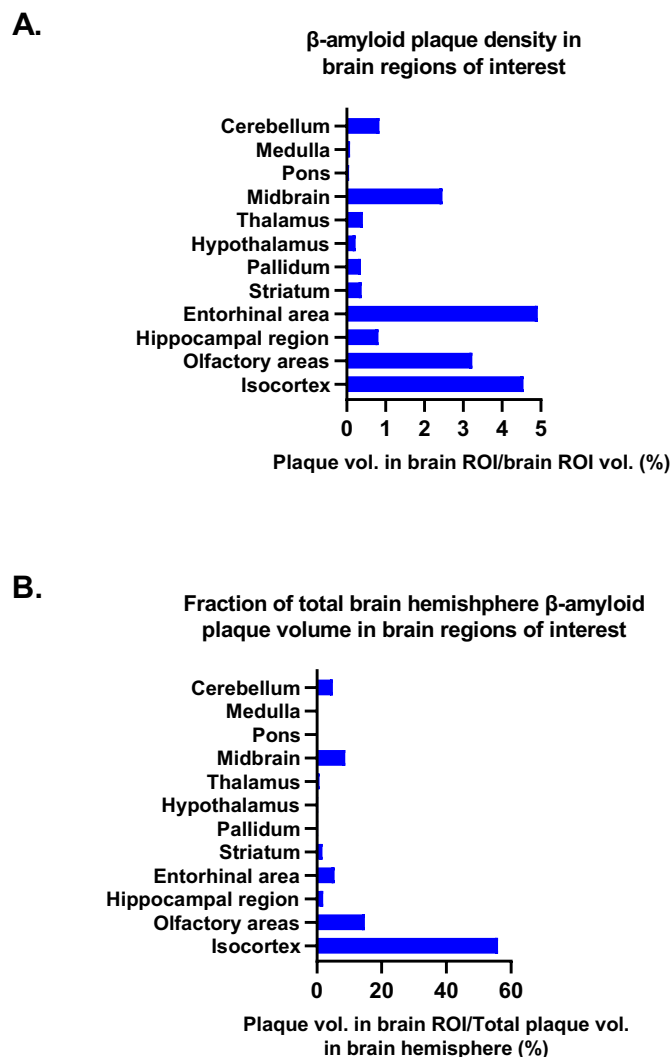 A.
β-amyloid plaque density in
brain regions of interest
Cerebellum
Medulla
Pons
Midbrain
Thalamus
Hypothalamus
Pallidum
Striatum
Entorhinal area
Hippocampal region
Olfactory areas
Isocortex
0 1 2 3 4 5
Plaque vol. in brain ROI/brain ROI vol. (%)
B.
Fraction of total brain hemishphere β-amyloid
plaque volume in brain regions of interest
Cerebellum
Medulla
Pons
Midbrain
Thalamus
Hypothalamus
Pallidum
Striatum
Entorhinal area
Hippocampal region
Olfactory areas
Isocortex
0 20 40 60
Plaque vol. in brain ROI/Total plaque vol.
in brain hemisphere (%)